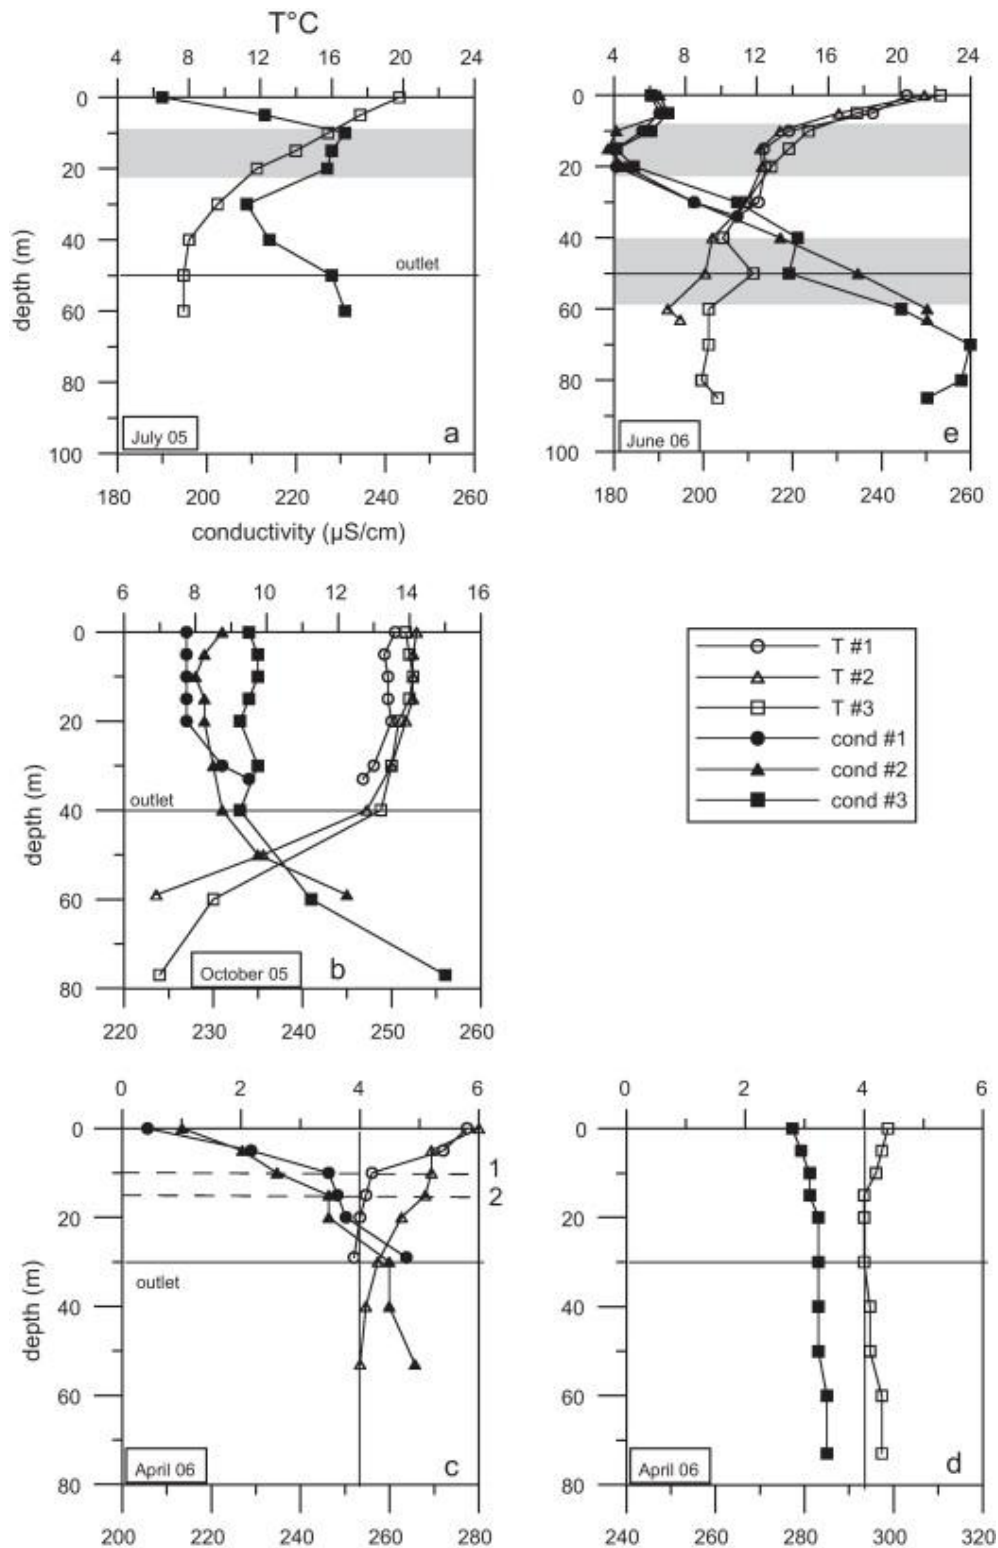 T°C
4 8 12 16 20 24
4 8 12 16 20 24
0
20
40
60
80
100
depth (m)
outlet
July 05
a
180 200 220 240 260
conductivity (µS/cm)
0
20
40
60
80
100
June 06
e
180 200 220 240 260
6 8 10 12 14 16
0
20
40
60
80
depth (m)
outlet
October 05
b
220 230 240 250 260
T #1
T #2
T #3
cond #1
cond #2
cond #3
0 2 4 6
0
20
40
60
80
depth (m)
1
2
outlet
April 06
c
200 220 240 260 280
0 2 4 6
0
20
40
60
80
April 06
d
240 260 280 300 320